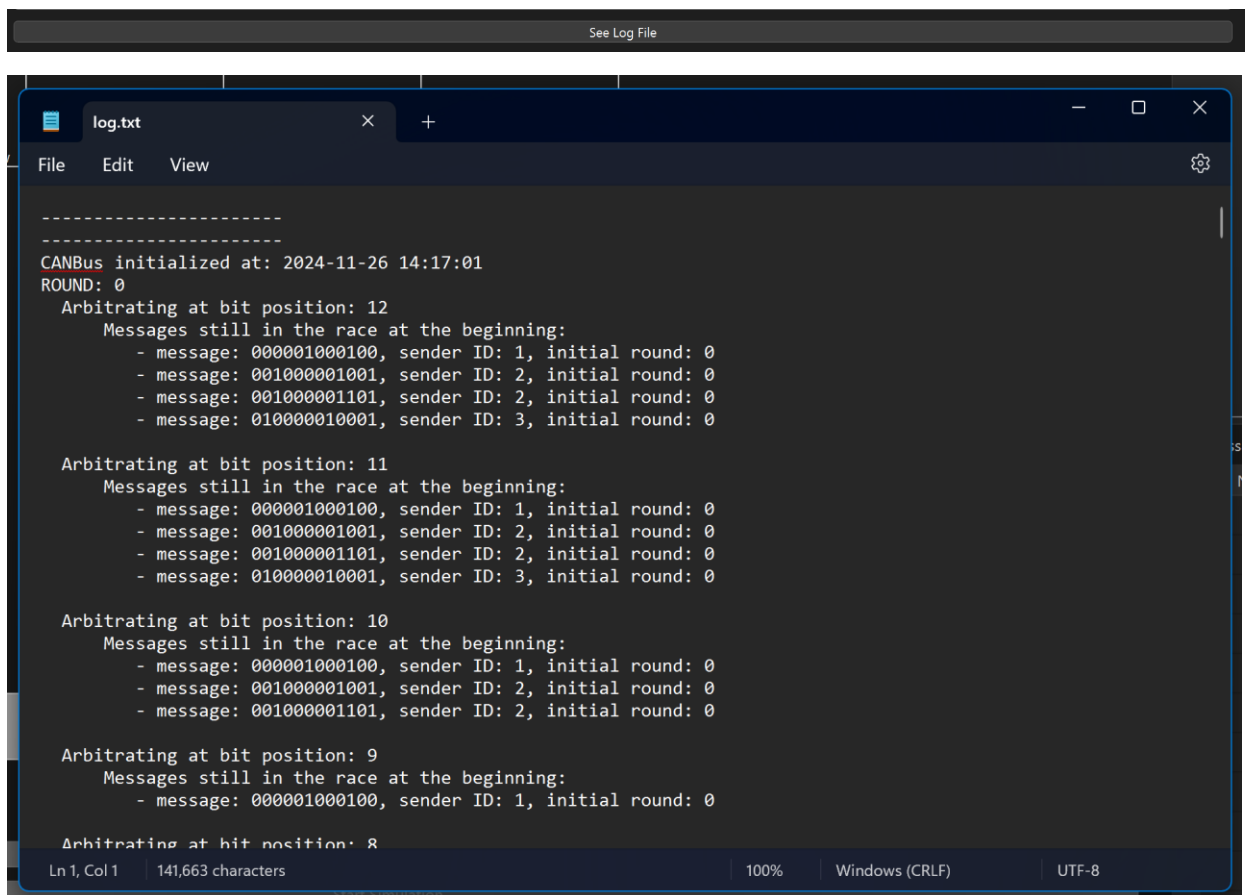 See Log File
log.txt
File Edit View
-----------------------
-----------------------
CANBus initialized at: 2024-11-26 14:17:01
ROUND: 0
Arbitrating at bit position: 12
Messages still in the race at the beginning:
- message: 000001000100, sender ID: 1, initial round: 0
- message: 001000001001, sender ID: 2, initial round: 0
- message: 001000001101, sender ID: 2, initial round: 0
- message: 010000010001, sender ID: 3, initial round: 0
Arbitrating at bit position: 11
Messages still in the race at the beginning:
- message: 000001000100, sender ID: 1, initial round: 0
- message: 001000001001, sender ID: 2, initial round: 0
- message: 001000001101, sender ID: 2, initial round: 0
- message: 010000010001, sender ID: 3, initial round: 0
Arbitrating at bit position: 10
Messages still in the race at the beginning:
- message: 000001000100, sender ID: 1, initial round: 0
- message: 001000001001, sender ID: 2, initial round: 0
- message: 001000001101, sender ID: 2, initial round: 0
Arbitrating at bit position: 9
Messages still in the race at the beginning:
- message: 000001000100, sender ID: 1, initial round: 0
Arbitrating at bit position: 8
Ln 1, Col 1 141,663 characters 100% Windows (CRLF) UTF-8